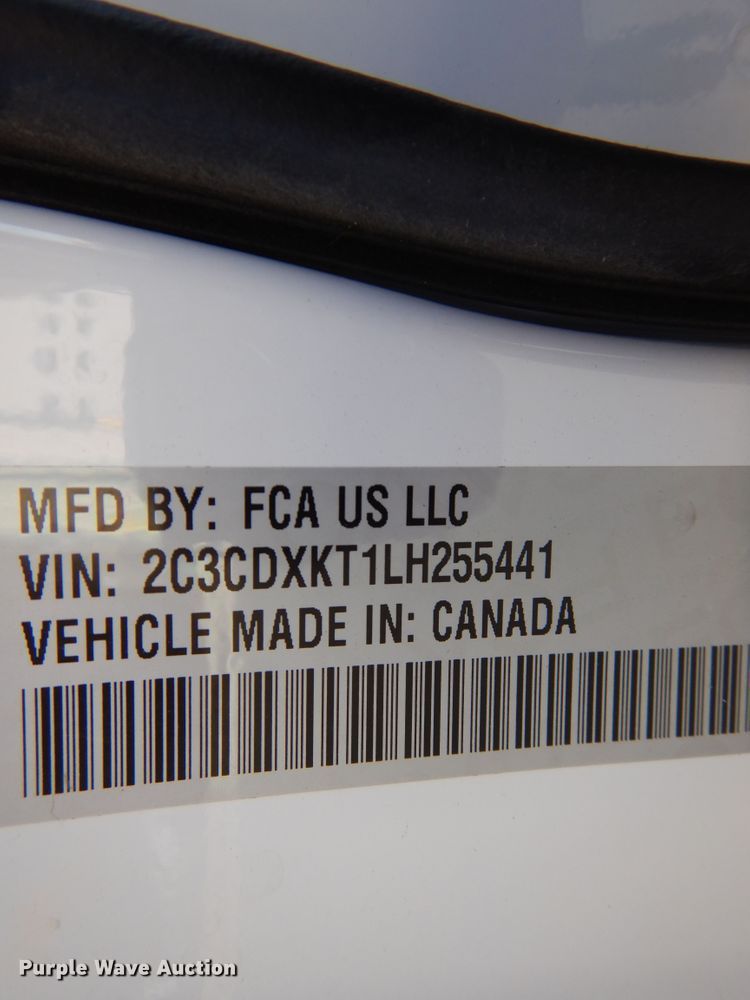 MFD BY: FCA US LLC
VIN: 2C3CDXKT1LH255441
VEHICLE MADE IN: CANADA
Purple Wave Auction